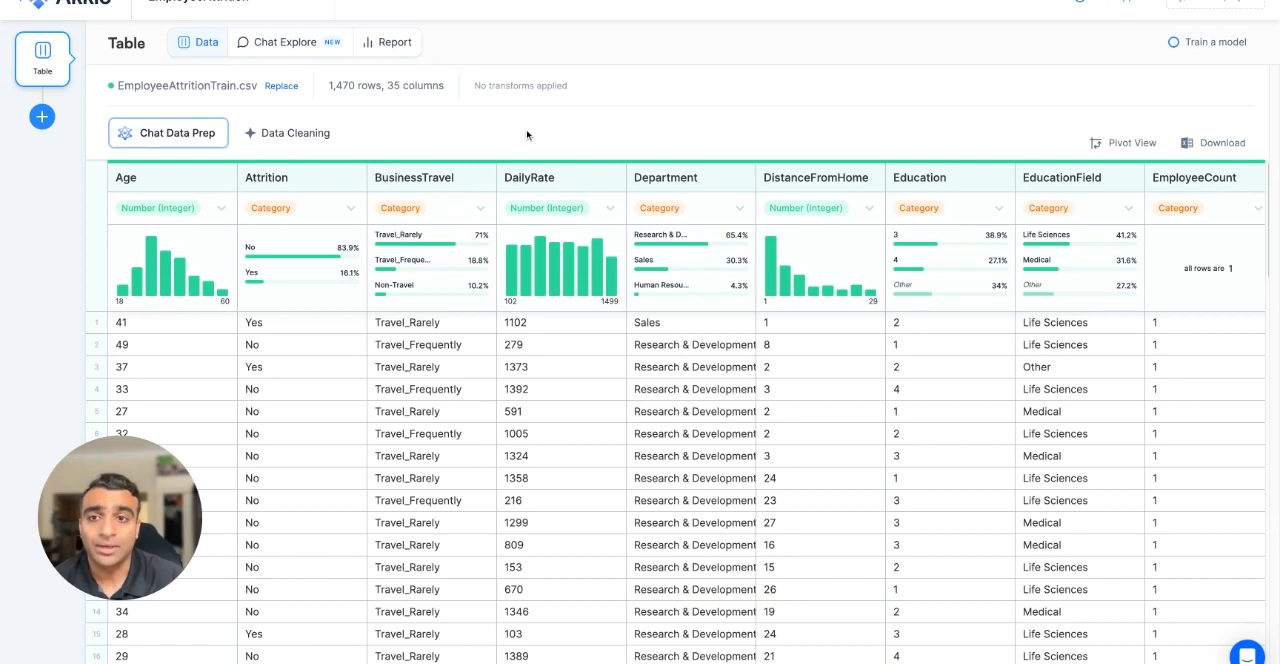 Table
Data
Chat Explore NEW
Report
Train a model
Table
EmployeeAttritionTrain.csv Replace 1,470 rows, 35 columns No transforms applied
Chat Data Prep Data Cleaning
Pivot View Download
Age Attrition BusinessTravel DailyRate Department DistanceFromHome Education EducationField EmployeeCount
Number (Integer) Category Category Number (Integer) Category Number (Integer) Category Category Category
Travel_Rarely 71% Research & D... 65.4% 3 38.9% Life Sciences 41.2%
No 83.9%
Travel_Freque... 18.8% Sales 30.3% 4 27.1% Medical 31.6%
all rows are 1
Yes 16.1%
Non-Travel 10.2% Human Resou... 4.3% Other 34% Other 27.2%
18 60 102 1499 1 29
1 41 Yes Travel_Rarely 1102 Sales 1 2 Life Sciences 1
2 49 No Travel_Frequently 279 Research & Development 8 1 Life Sciences 1
3 37 Yes Travel_Rarely 1373 Research & Development 2 2 Other 1
4 33 No Travel_Frequently 1392 Research & Development 3 4 Life Sciences 1
5 27 No Travel_Rarely 591 Research & Development 2 1 Medical 1
6 32 No Travel_Frequently 1005 Research & Development 2 2 Life Sciences 1
No Travel_Rarely 1324 Research & Development 3 3 Medical 1
No Travel_Rarely 1358 Research & Development 24 1 Life Sciences 1
No Travel_Frequently 216 Research & Development 23 3 Life Sciences 1
No Travel_Rarely 1299 Research & Development 27 3 Medical 1
No Travel_Rarely 809 Research & Development 16 3 Medical 1
No Travel_Rarely 153 Research & Development 15 2 Life Sciences 1
No Travel_Rarely 670 Research & Development 26 1 Life Sciences 1
14 34 No Travel_Rarely 1346 Research & Development 19 2 Medical 1
15 28 Yes Travel_Rarely 103 Research & Development 24 3 Life Sciences 1
16 29 No Travel_Rarely 1389 Research & Development 21 4 Life Sciences 1